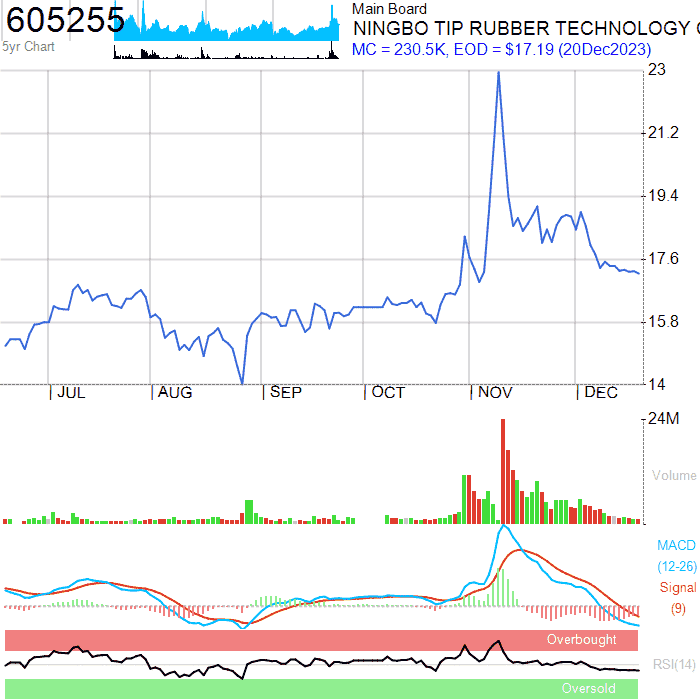 605255
5yr Chart
Main Board
NINGBO TIP RUBBER TECHNOLOGY
MC = 230.5K, EOD = $17.19 (20Dec2023)
23
21.2
19.4
17.6
15.8
14
JUL AUG SEP OCT NOV DEC
24M
Volume
MACD
(12-26)
Signal
(9)
Overbought
RSI(14)
Oversold